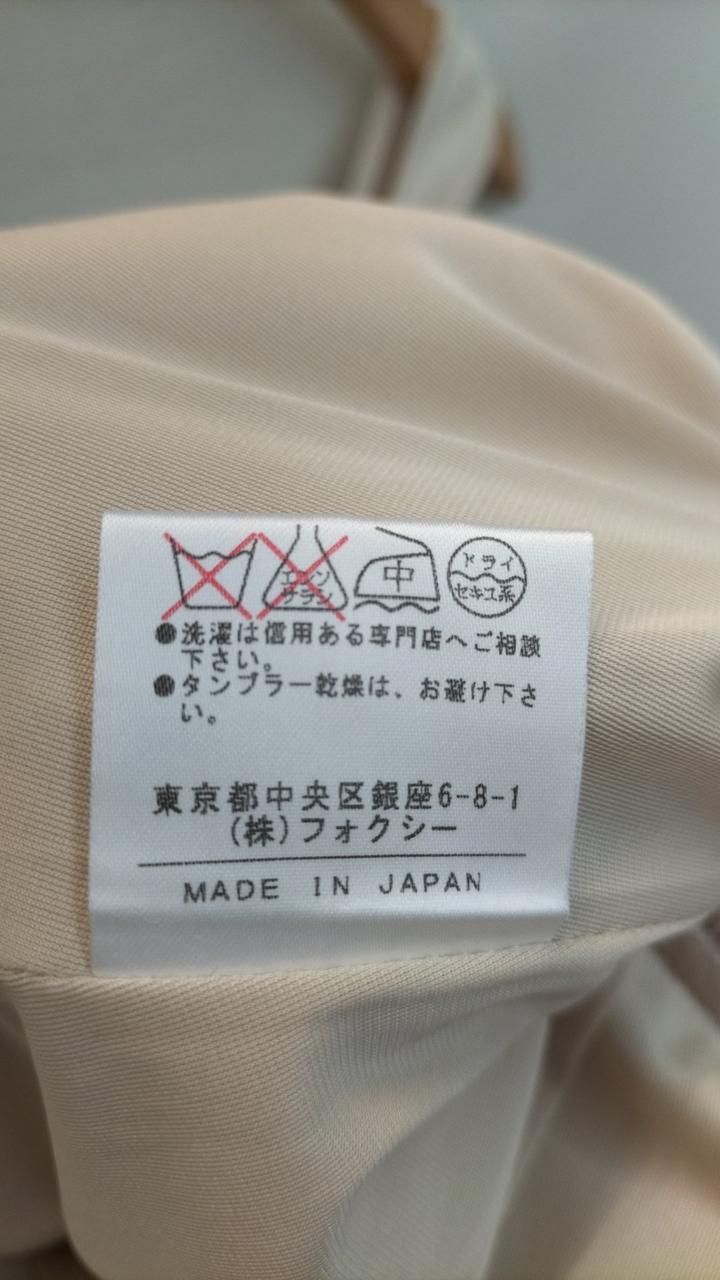 エンソ
サラシ
中
ドライ
セキユ系
●洗濯は信用ある専門店へご相談
下さい。
●タンブラー乾燥は、お避け下さ
い。
東京都中央区銀座6-8-1
(株)フォクシー
MADE IN JAPAN